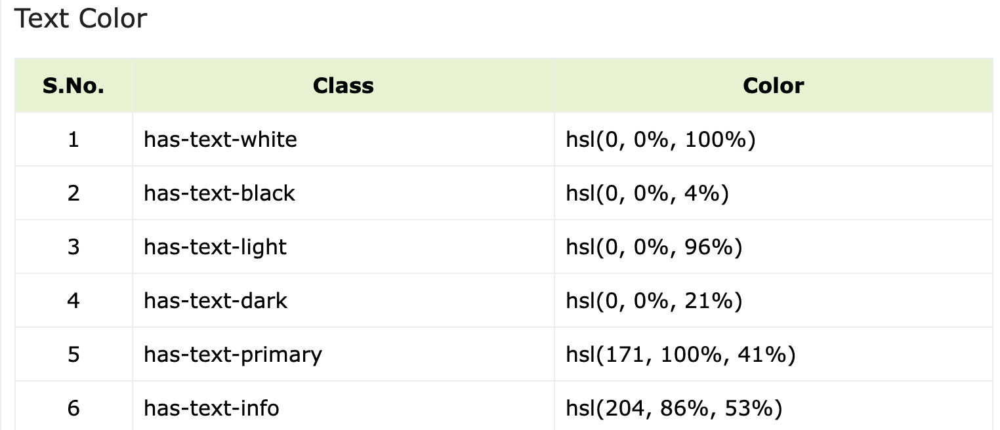 Text Color
S.No. Class Color
1 has-text-white hsl(0, 0%, 100%)
2 has-text-black hsl(0, 0%, 4%)
3 has-text-light hsl(0, 0%, 96%)
4 has-text-dark hsl(0, 0%, 21%)
5 has-text-primary hsl(171, 100%, 41%)
6 has-text-info hsl(204, 86%, 53%)